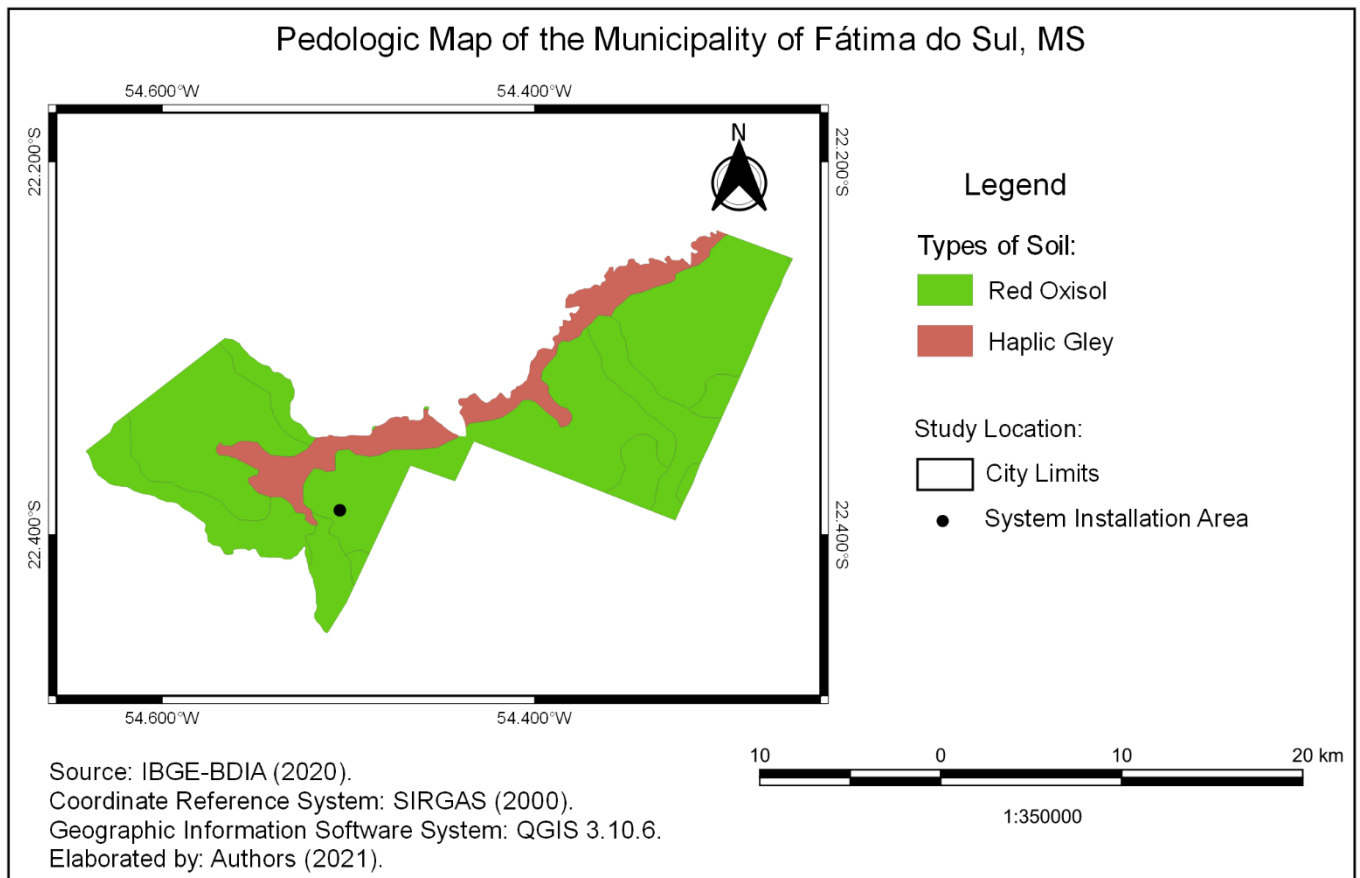 Pedologic Map of the Municipality of Fátima do Sul, MS
54.600°W
54.400°W
22.200°S
22.200°S
N
22.400°S
22.400°S
54.600°W
54.400°W
Legend
Types of Soil:
Red Oxisol
Haplic Gley
Study Location:
City Limits
System Installation Area
Source: IBGE-BDIA (2020).
Coordinate Reference System: SIRGAS (2000).
Geographic Information Software System: QGIS 3.10.6.
Elaborated by: Authors (2021).
10 0 10 20 km
1:350000